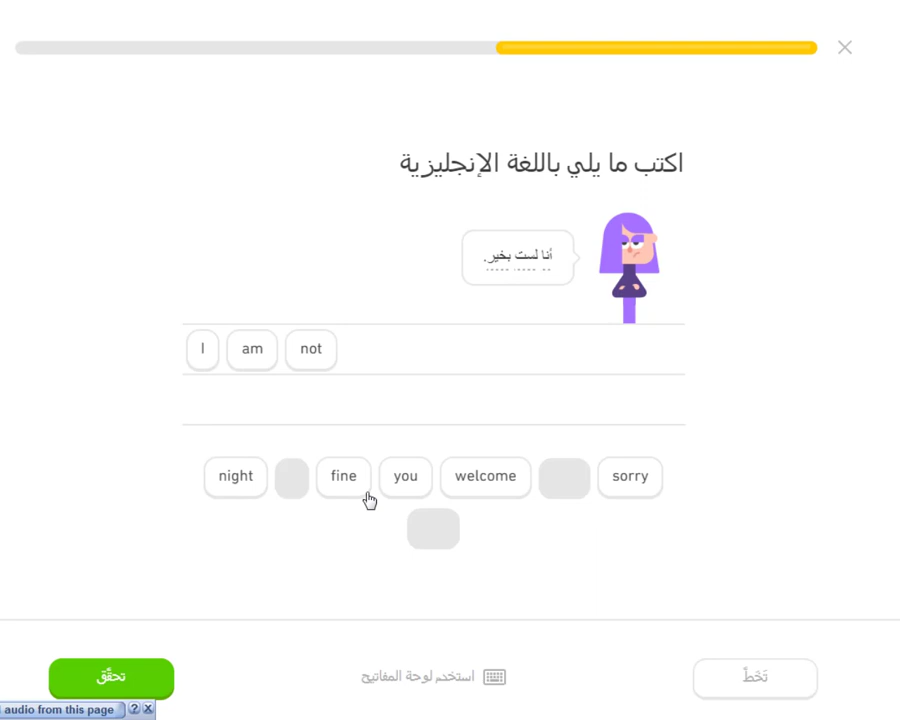 اكتب ما يلي باللغة الإنجليزية
أنا لست بخير.
I am not
night fine you welcome sorry
تحقَّق
استخدم لوحة المفاتيح
تَخَطَّ
audio from this page ? x